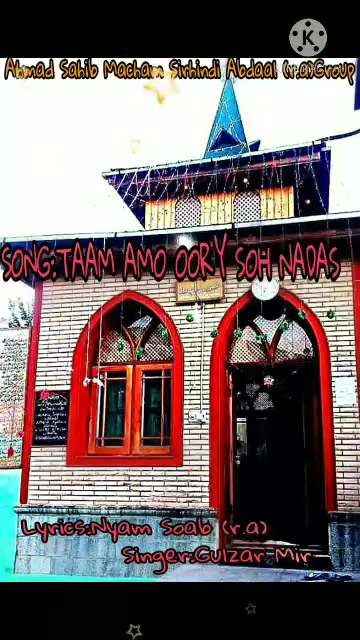 K
Ahmad Sahib Macham Sirhindi Abdaal (r.a)Group
SONG:TAAM AMO OORY SOH NADAS
Lyrics:Nyam Soab (r.a)
Singer:Gulzar Mir